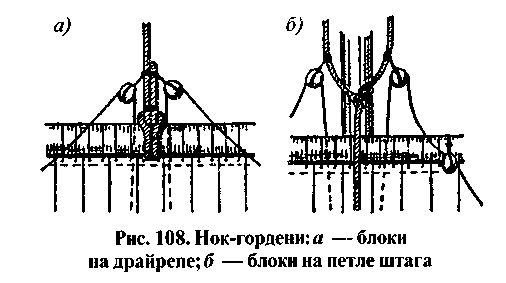 а) б)
Рис. 108. Нок-гордени: а — блоки
на драйрепе; б — блоки на петле штага